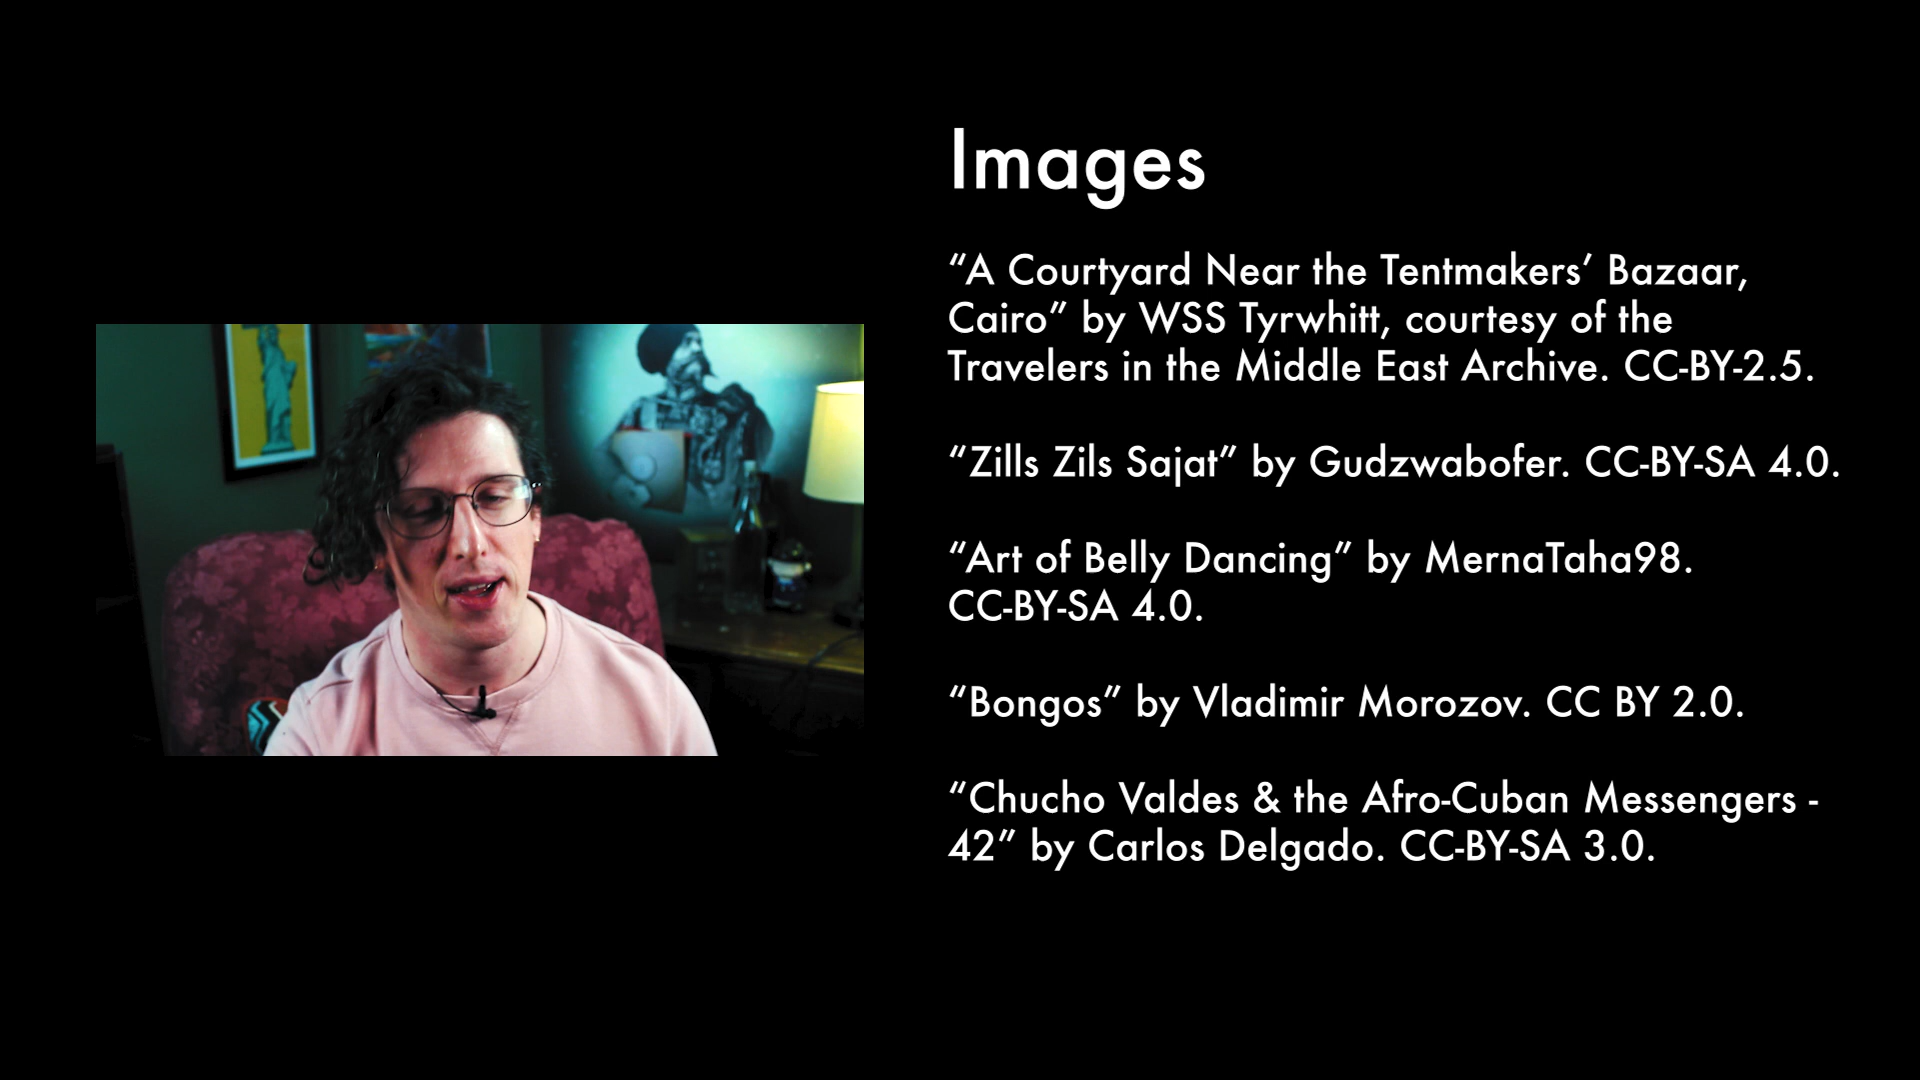 Images
“A Courtyard Near the Tentmakers’ Bazaar,
Cairo” by WSS Tyrwhitt, courtesy of the
Travelers in the Middle East Archive. CC-BY-2.5.
“Zills Zils Sajat” by Gudzwabofer. CC-BY-SA 4.0.
“Art of Belly Dancing” by MernaTaha98.
CC-BY-SA 4.0.
“Bongos” by Vladimir Morozov. CC BY 2.0.
“Chucho Valdes & the Afro-Cuban Messengers -
42” by Carlos Delgado. CC-BY-SA 3.0.